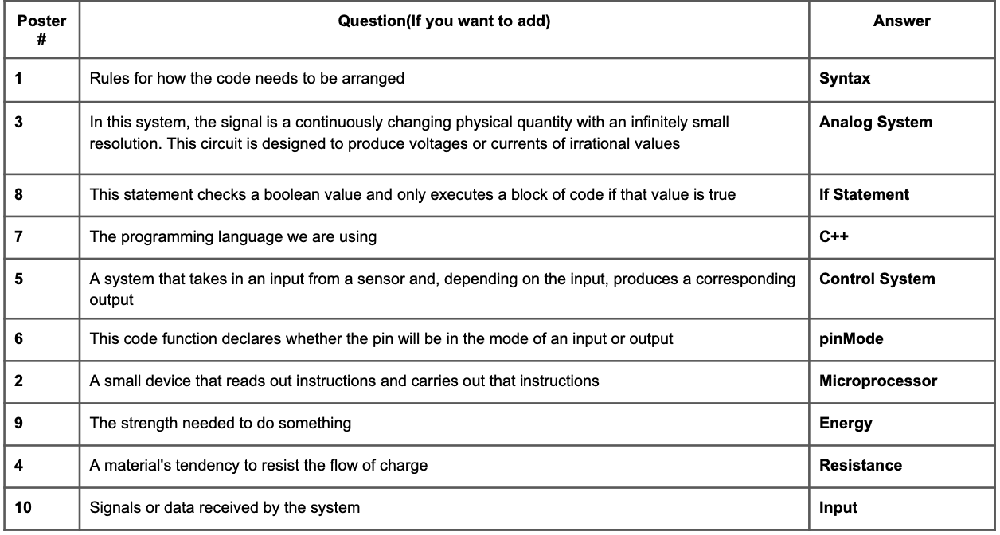 Poster
#
Question(If you want to add)
Answer
1
Rules for how the code needs to be arranged
Syntax
3
In this system, the signal is a continuously changing physical quantity with an infinitely small
resolution. This circuit is designed to produce voltages or currents of irrational values
Analog System
8
This statement checks a boolean value and only executes a block of code if that value is true
If Statement
7
The programming language we are using
C++
5
A system that takes in an input from a sensor and, depending on the input, produces a corresponding
output
Control System
6
This code function declares whether the pin will be in the mode of an input or output
pinMode
2
A small device that reads out instructions and carries out that instructions
Microprocessor
9
The strength needed to do something
Energy
4
A material's tendency to resist the flow of charge
Resistance
10
Signals or data received by the system
Input